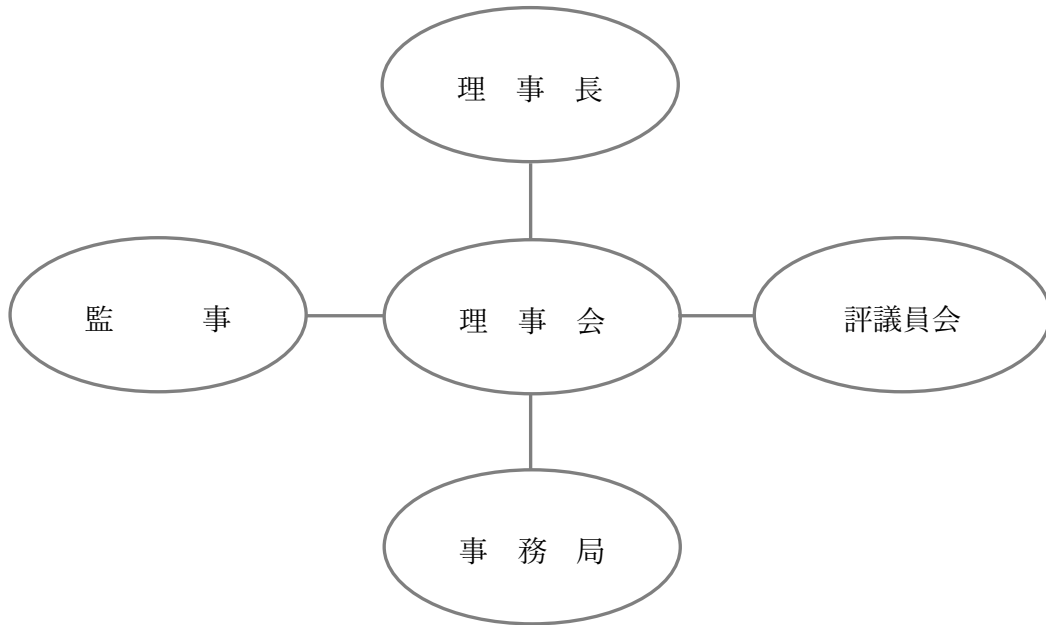 理　事　長
監　　　事
理　事　会
評議員会
事　務　局